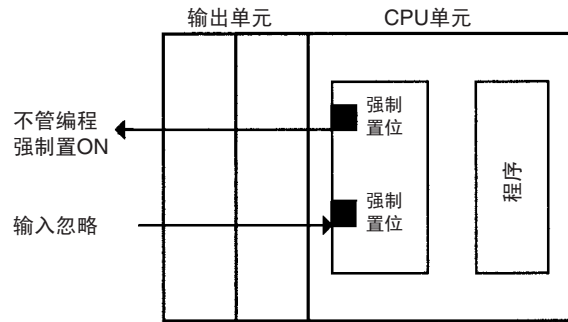 输出单元 CPU单元
强制
置位
不管编程
强制置ON
强制
置位
输入忽略
程序